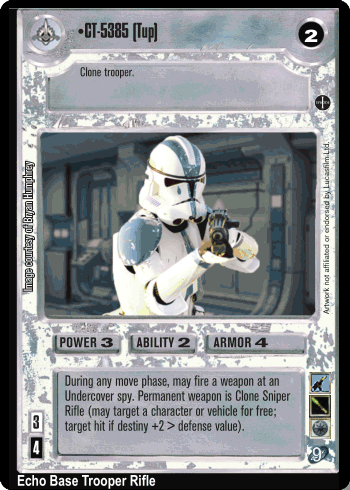 •CT-5385 (Tup)
2
Clone trooper.
Image courtesy of Bryan Humphrey
Artwork not affiliated or endorsed by Lucasfilm Ltd.
POWER 3
ABILITY 2
ARMOR 4
During any move phase, may fire a weapon at an
Undercover spy. Permanent weapon is Clone Sniper
Rifle (may target a character or vehicle for free;
target hit if destiny +2 > defense value).
3
4
9
Echo Base Trooper Rifle